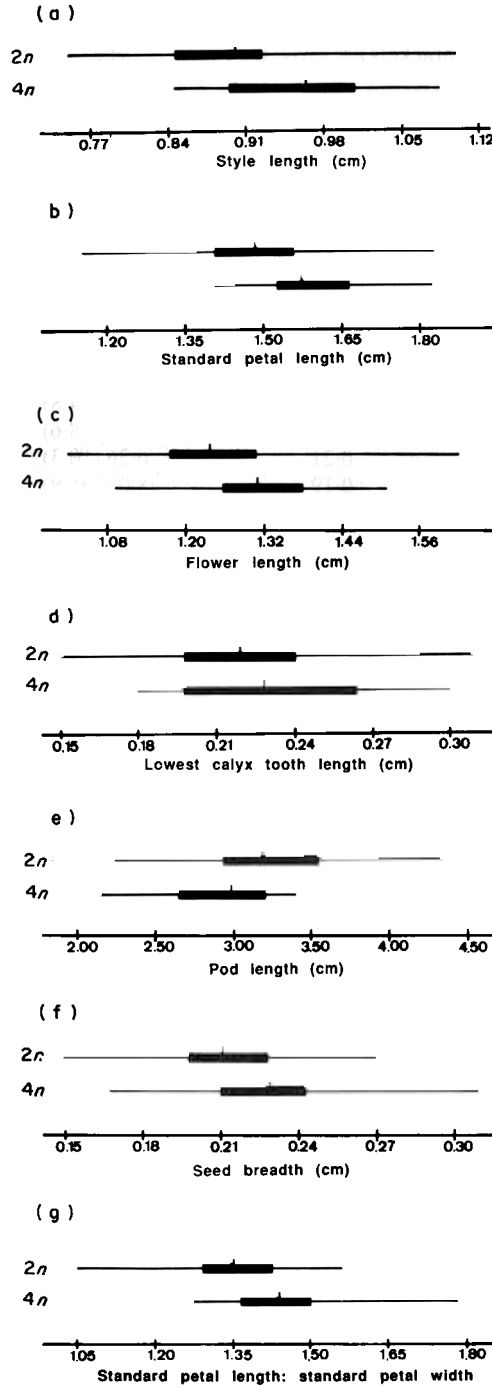 (a)
2n
4n
0.77 0.84 0.91 0.98 1.05 1.12
Style length (cm)
b)
1.20 1.35 1.50 1.65 1.80
Standard petal length (cm)
(c)
2n
4n
1.08 1.20 1.32 1.44 1.56
Flower length (cm)
d)
2n
4n
0.15 0.18 0.21 0.24 0.27 0.30
Lowest calyx tooth length (cm)
e)
2n
4n
2.00 2.50 3.00 3.50 4.00 4.50
Pod length (cm)
(f)
2n
4n
0.15 0.21 0.24 0.27 0.30
Seed breadth (cm)
(g)
2n
4n
1.05 1.20 1.35 1.50 1.65 1.80
Standard petal length: standard petal width